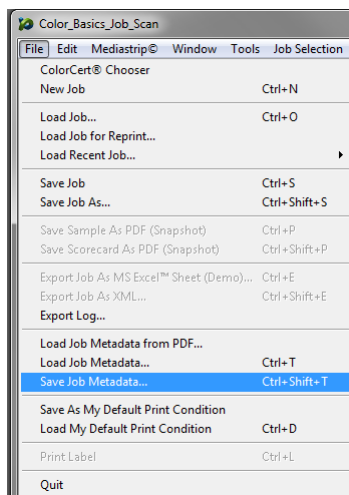 Color_Basics_Job_Scan
File Edit Mediastrip© Window Tools Job Selection
ColorCert® Chooser
New Job Ctrl+N
Load Job... Ctrl+O
Load Job for Reprint...
Load Recent Job...
Save Job Ctrl+S
Save Job As... Ctrl+Shift+S
Save Sample As PDF (Snapshot) Ctrl+P
Save Scorecard As PDF (Snapshot) Ctrl+Shift+P
Export Job As MS Excel™ Sheet (Demo)... Ctrl+E
Export Job As XML... Ctrl+Shift+E
Export Log...
Load Job Metadata from PDF...
Load Job Metadata... Ctrl+T
Save Job Metadata... Ctrl+Shift+T
Save As My Default Print Condition
Load My Default Print Condition Ctrl+D
Print Label Ctrl+L
Quit